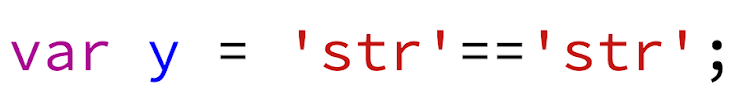 var y = 'str'=='str';